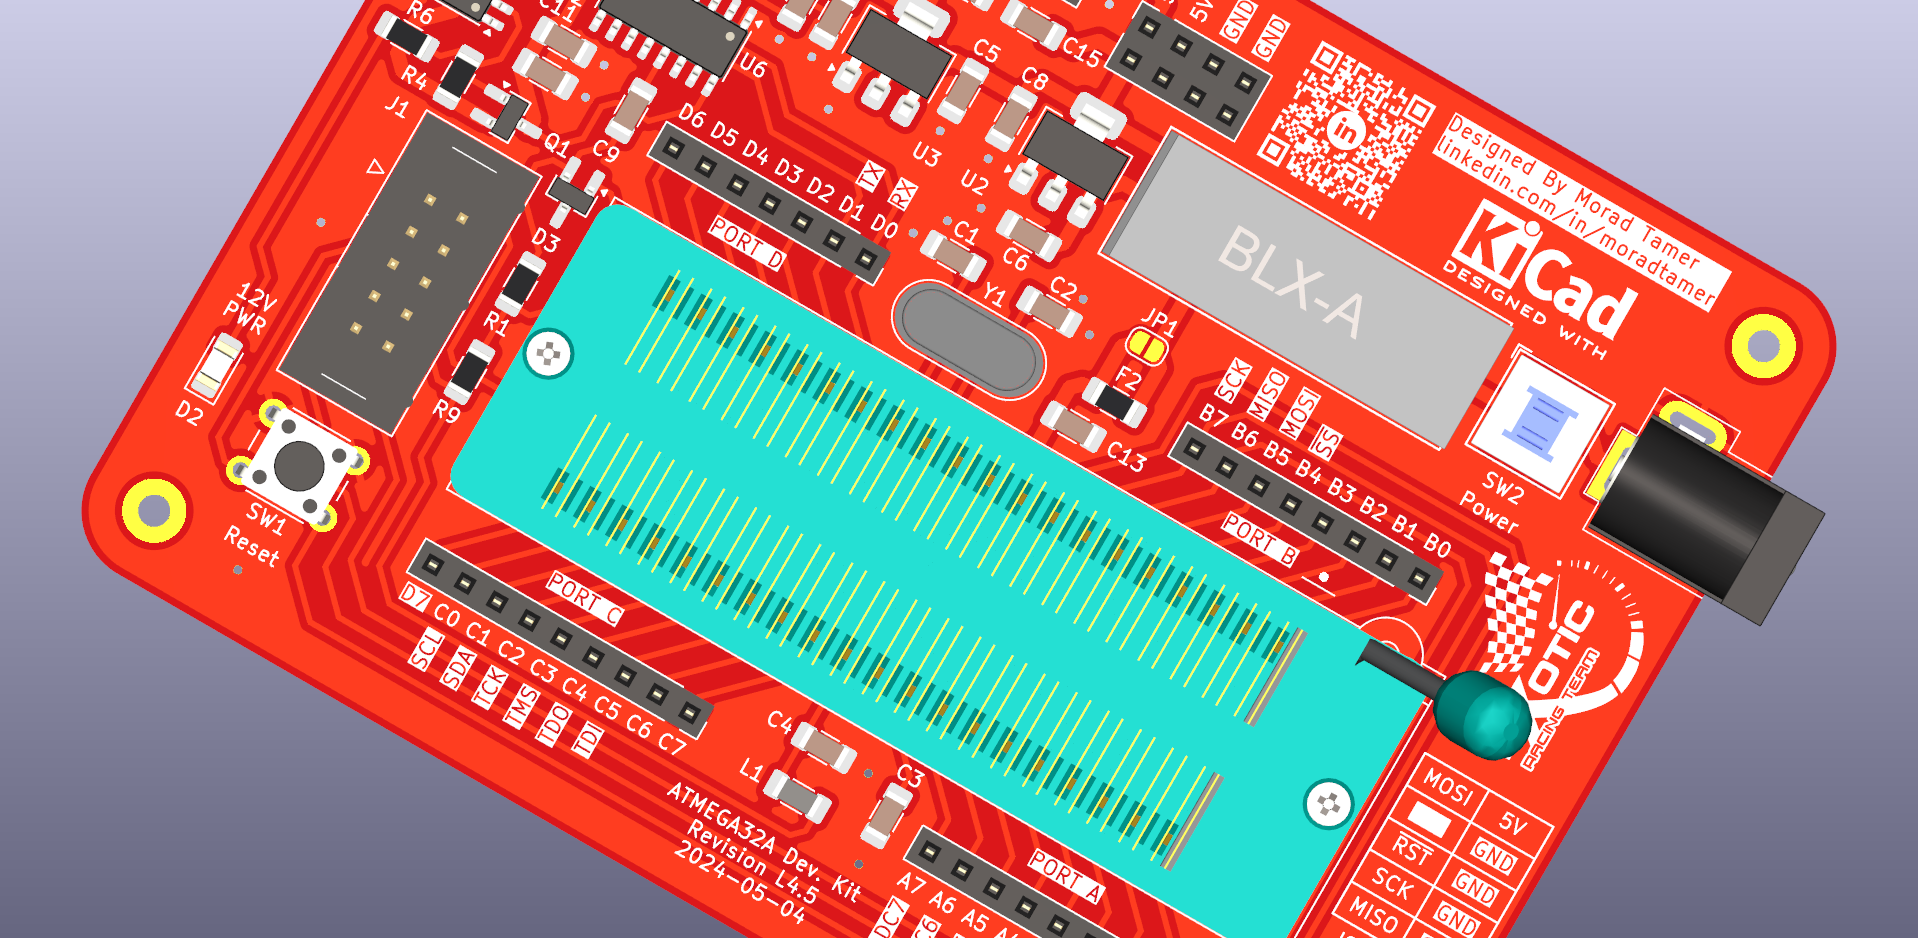 R6
C11
R4
J1
U6
Q1
C9
C15
C5
C8
5V
GND
GND
U3
U2
D6 D5 D4 D3 D2 D1 D0
TX
RX
PORT D
Designed By Morad Tamer
linkedin.com/in/moradtamer
in
KiCad
DESIGNED WITH
BLX-A
C1
C6
C2
Y1
JP1
F2
C13
D3
R1
R9
12V
PWR
D2
SW1
Reset
SCK
MISO
MOSI
SS
B7 B6 B5 B4 B3 B2 B1 B0
PORT B
SW2
Power
OTIC
RACING TEAM
PORT C
D7 C0 C1 C2 C3 C4 C5 C6 C7
SCL
SDA
TCK
TMS
TDO
TDI
C4
L1
C3
ATMEGA32A Dev. Kit
Revision L4.5
2024-05-04
PORT A
A7 A6 A5
MOSI 5V
GND
RST GND
SCK GND
MISO